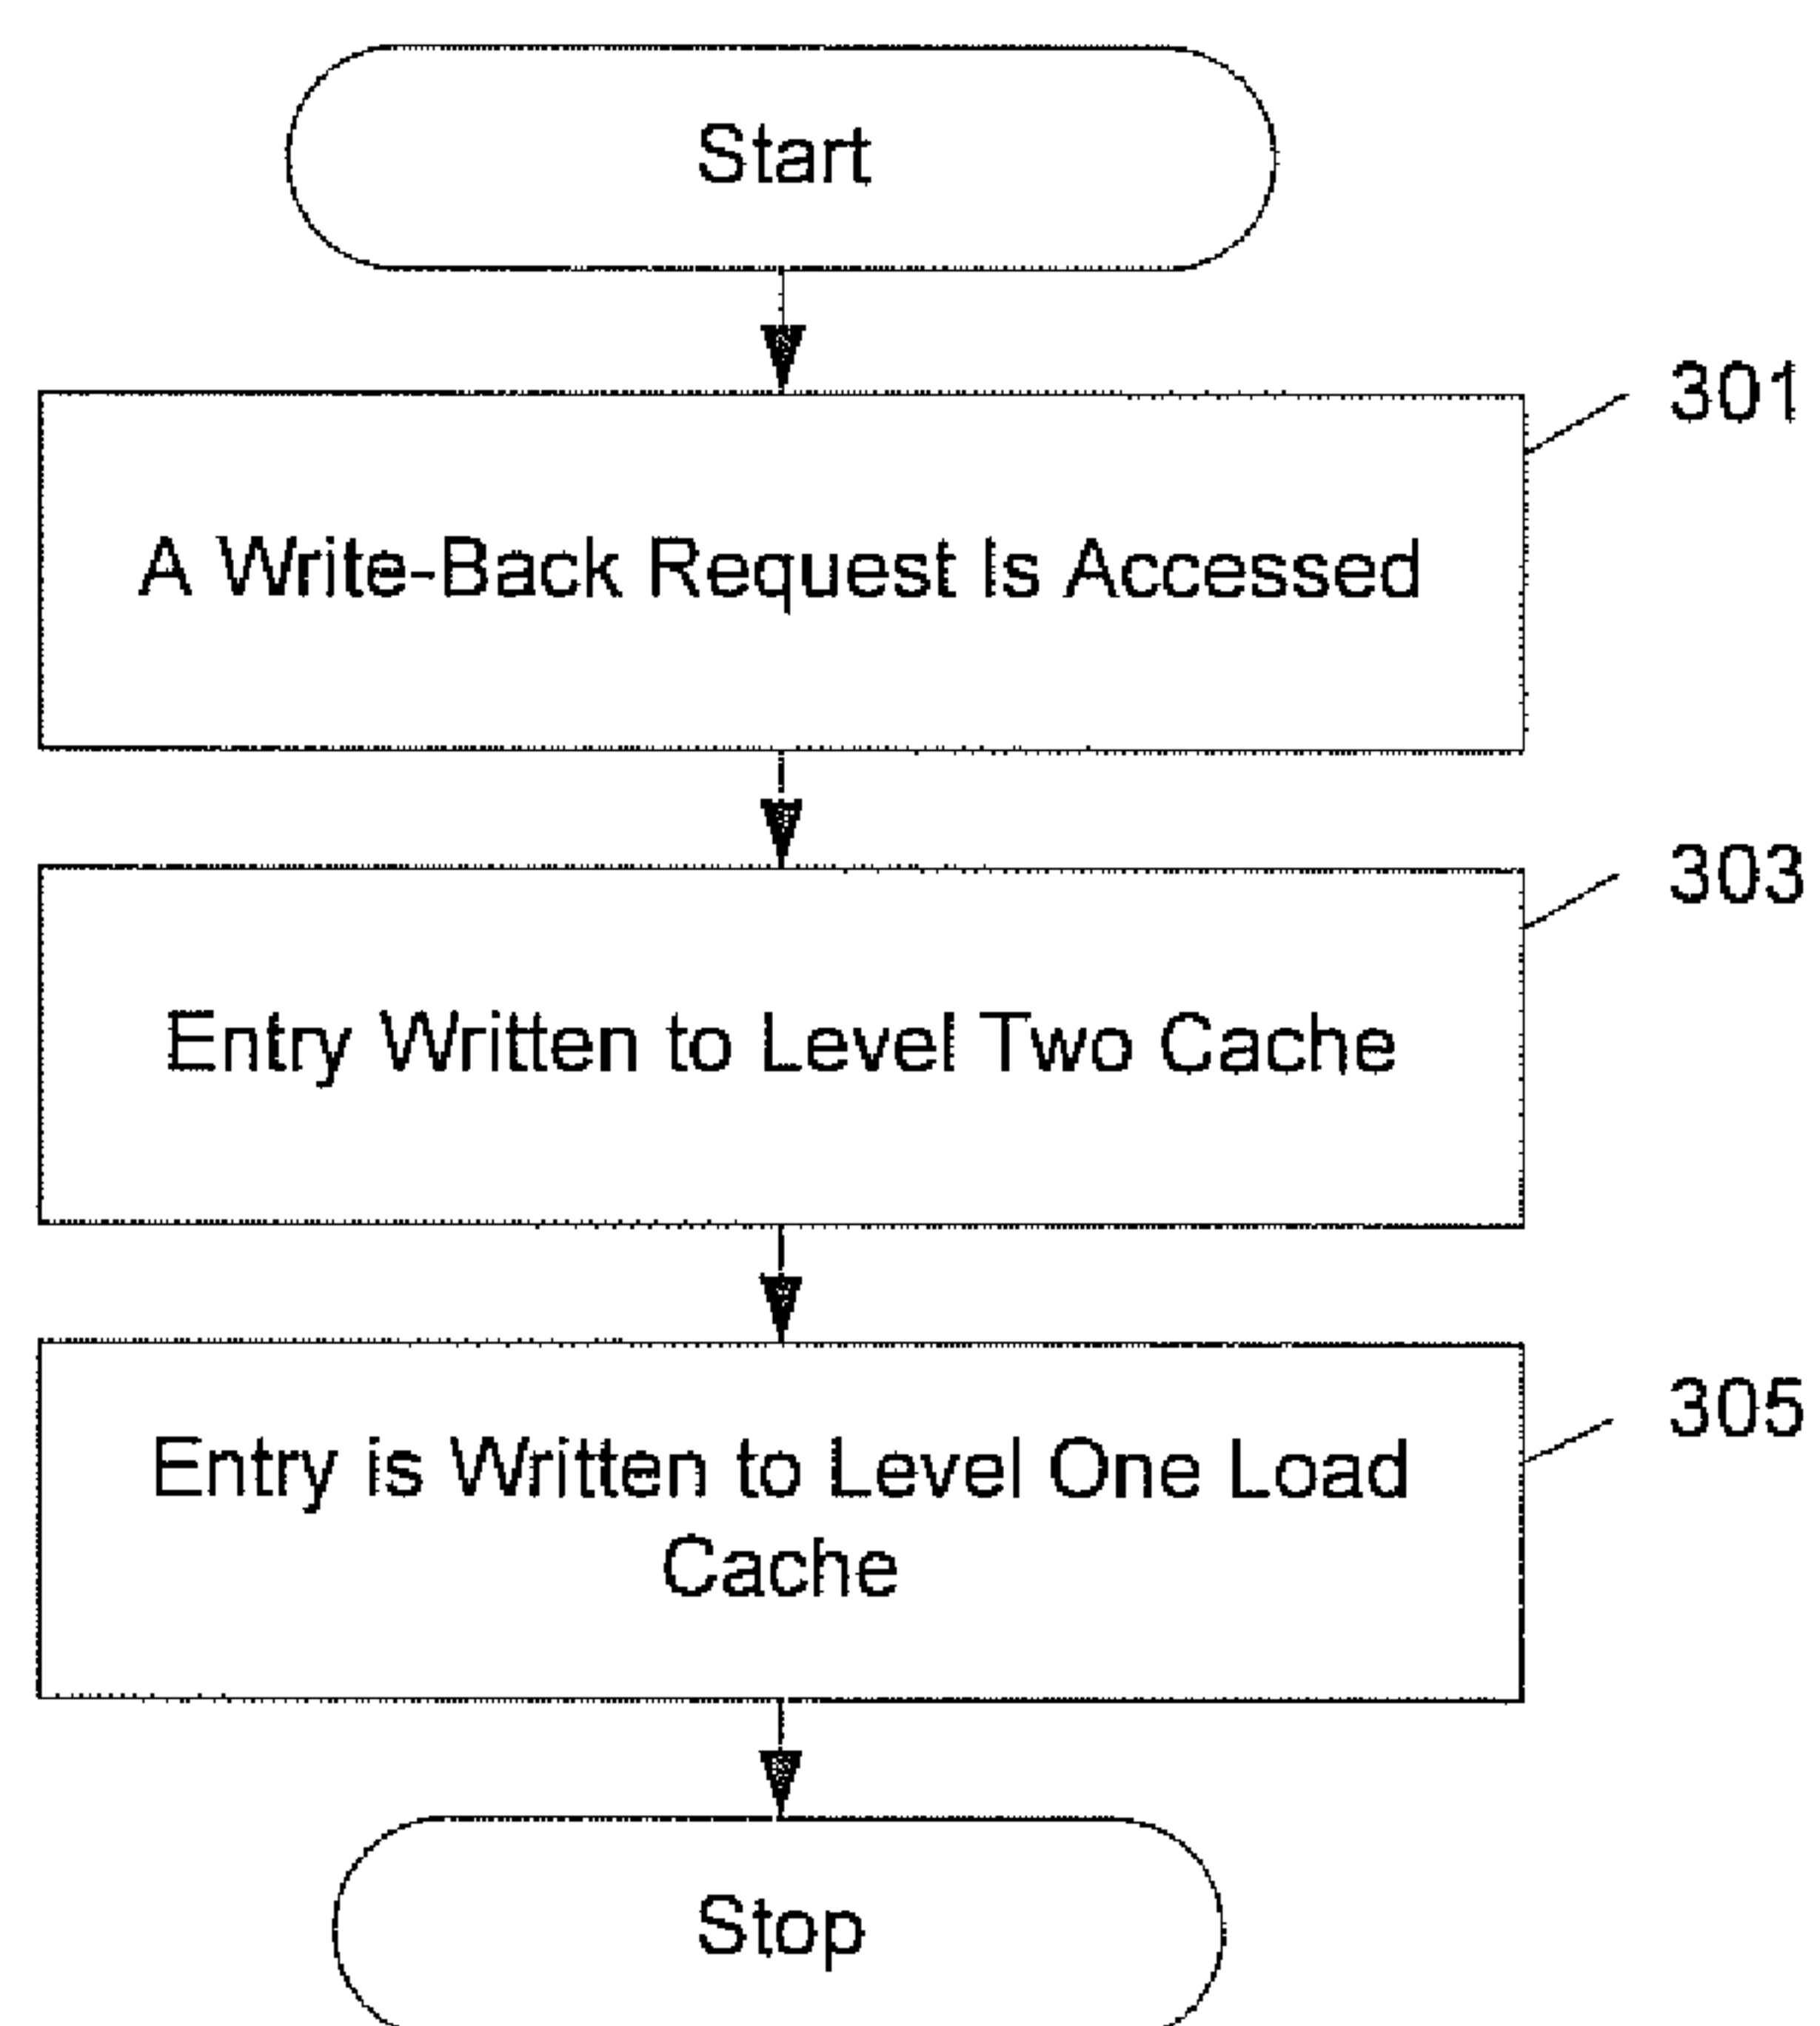 Start
301
A Write-Back Request Is Accessed
303
Entry Written to Level Two Cache
305
Entry is Written to Level One Load
Cache
Stop